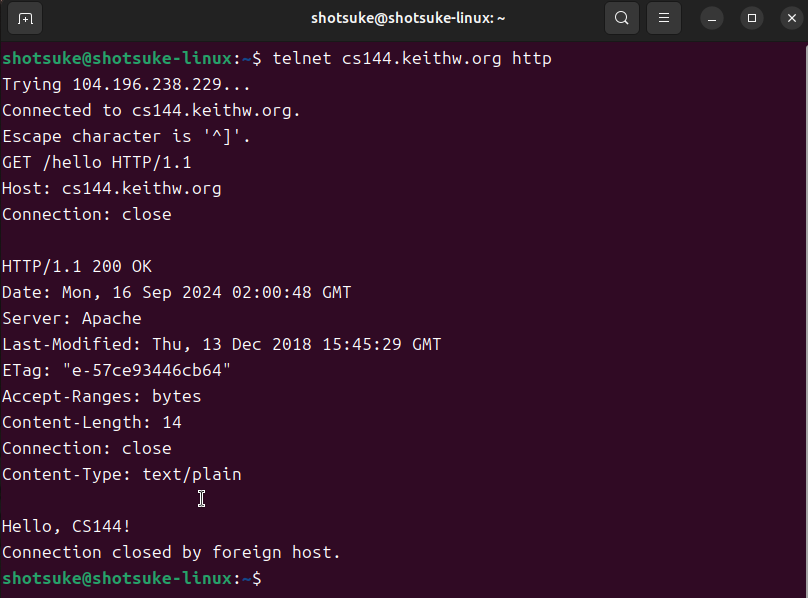 shotsuke@shotsuke-linux: ~
shotsuke@shotsuke-linux:~$ telnet cs144.keithw.org http
Trying 104.196.238.229...
Connected to cs144.keithw.org.
Escape character is '^]'.
GET /hello HTTP/1.1
Host: cs144.keithw.org
Connection: close

HTTP/1.1 200 OK
Date: Mon, 16 Sep 2024 02:00:48 GMT
Server: Apache
Last-Modified: Thu, 13 Dec 2018 15:45:29 GMT
ETag: "e-57ce93446cb64"
Accept-Ranges: bytes
Content-Length: 14
Connection: close
Content-Type: text/plain

Hello, CS144!
Connection closed by foreign host.
shotsuke@shotsuke-linux:~$